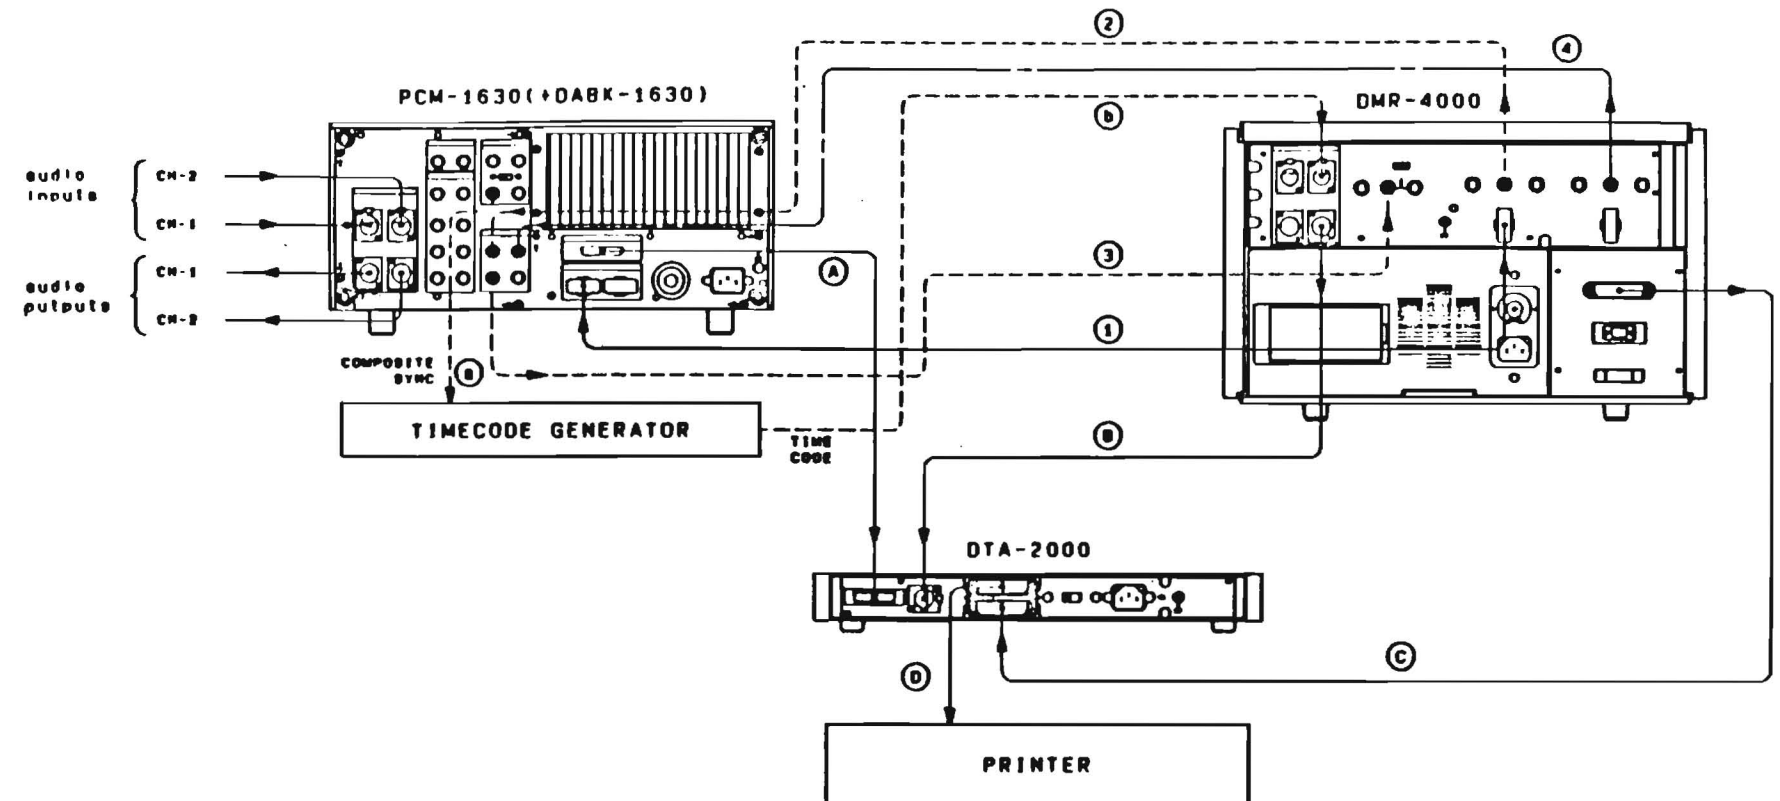 2
4
PCM-1630(+DABK-1630)
b
DMR-4000
audio
inputs
CH-2
CH-1
audio
outputs
CH-1
CH-2
A
3
1
COMPOSITE
SYNC
TIMECODE GENERATOR
TIME
CODE
B
DTA-2000
C
D
PRINTER